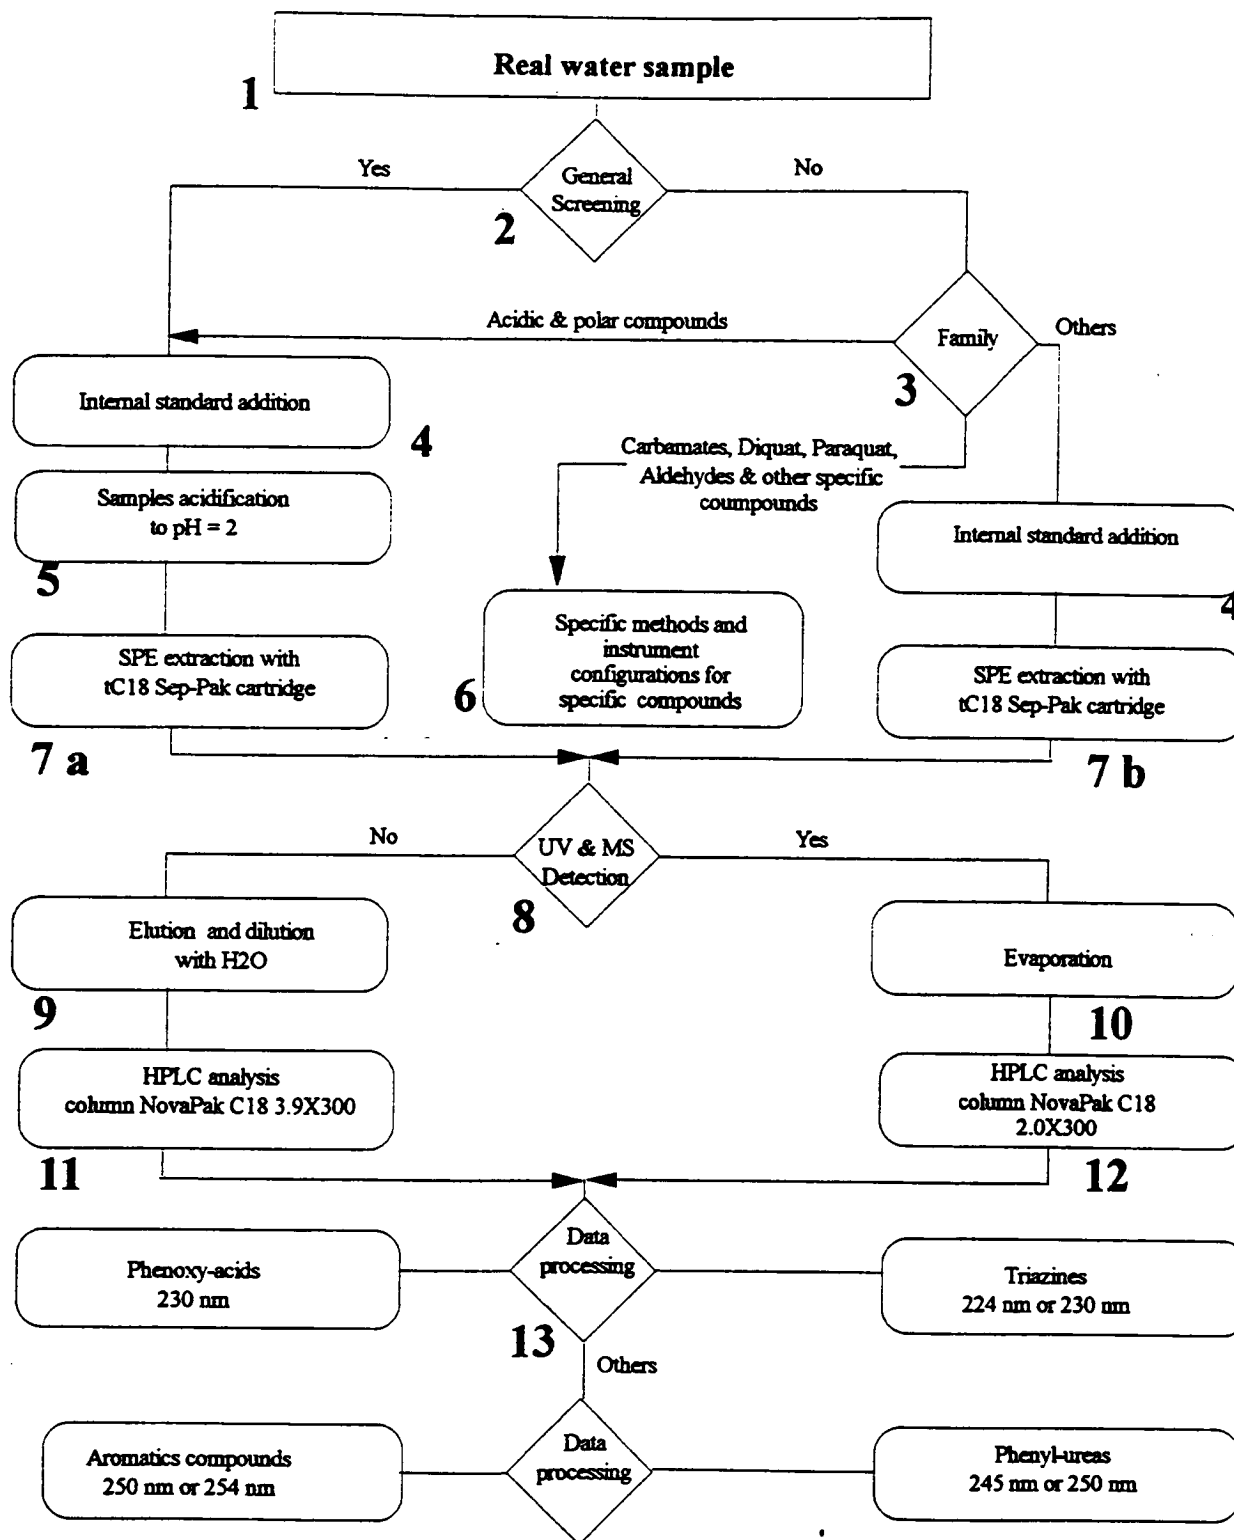 Real water sample
1
Yes
General
Screening
No
2
Acidic & polar compounds
Family
Others
3
Internal standard addition
4
Carbamates, Diquat, Paraquat,
Aldehydes & other specific
coumpounds
Samples acidification
to pH = 2
5
Internal standard addition
4
Specific methods and
instrument
configurations for
specific compounds
6
SPE extraction with
tC18 Sep-Pak cartridge
7 a
SPE extraction with
tC18 Sep-Pak cartridge
7 b
No
UV & MS
Detection
Yes
8
Elution and dilution
with H2O
9
Evaporation
10
HPLC analysis
column NovaPak C18 3.9X300
11
HPLC analysis
column NovaPak C18
2.0X300
12
Data
processing
13
Phenoxy-acids
230 nm
Triazines
224 nm or 230 nm
Others
Aromatics compounds
250 nm or 254 nm
Data
processing
Phenyl-ureas
245 nm or 250 nm